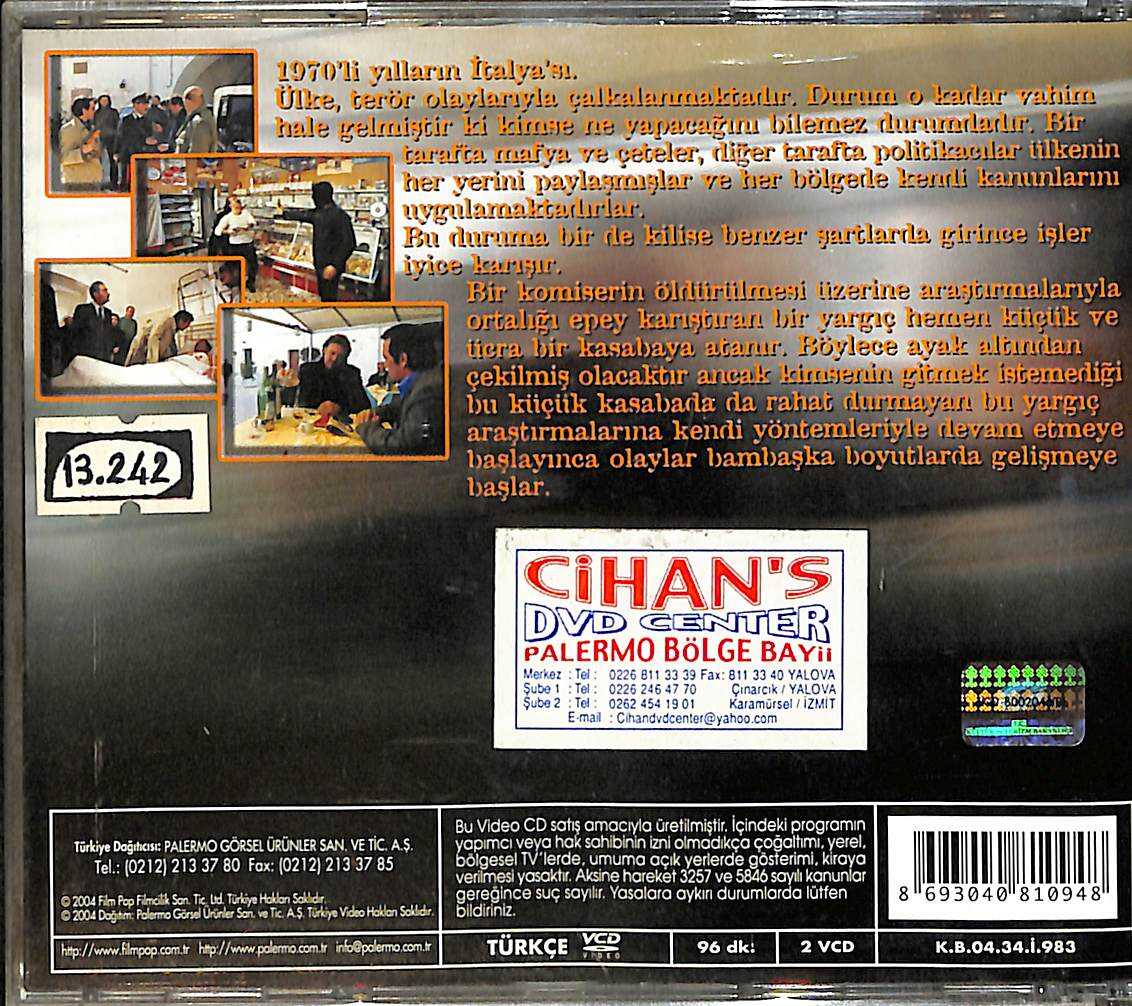 1970'li yılların İtalya'sı.
Ülke, terör olaylarıyla çalkalanmaktadır. Durum o kadar vahim
hale gelmiştir ki kimse ne yapacağını bilemez durumdadır. Bir
tarafta mafya ve çeteler, diğer tarafta politikacılar ülkenin
her yerini paylaşmışlar ve her bölgede kendi kanunlarını
uygulamaktadırlar.
Bu duruma bir de kilise benzer şartlarda girince işler
iyice karışır.
Bir komiserin öldürülmesi üzerine araştırmalarıyla
ortalığı epey karıştıran bir yargıç hemen küçük ve
ücra bir kasabaya atanır. Böylece ayak altından
çekilmiş olacaktır ancak kimsenin gitmek istemediği
bu küçük kasabada da rahat durmayan bu yargıç
araştırmalarına kendi yöntemleriyle devam etmeye
başlayınca olaylar bambaşka boyutlarda gelişmeye
başlar.
13.242
CİHAN'S
DVD CENTER
PALERMO BÖLGE BAYİİ
Merkez : Tel : 0226 811 33 39 Fax: 811 33 40 YALOVA
Şube 1 : Tel : 0226 246 47 70 Çınarcık / YALOVA
Şube 2 : Tel : 0262 454 19 01 Karamürsel / İZMİT
E-mail : Cihandvdcenter@yahoo.com
Türkiye Dağıtıcısı: PALERMO GÖRSEL ÜRÜNLER SAN. VE TİC. A.Ş.
Tel.: (0212) 213 37 80 Fax: (0212) 213 37 85
© 2004 Film Pop Filmcilik San. Tic. Ltd. Türkiye Hakları Saklıdır.
© 2004 Dağıtım: Palermo Görsel Ürünler San. ve Tic. A.Ş. Türkiye Video Hakları Saklıdır.
http://www.filmpop.com.tr http://www.palermo.com.tr info@palermo.com.tr
Bu Video CD satış amacıyla üretilmiştir. İçindeki programın
yapımcı veya hak sahibinin izni olmadıkça çoğaltımı, yerel,
bölgesel TV'lerde, umuma açık yerlerde gösterimi, kiraya
verilmesi yasaktır. Aksine hareket 3257 ve 5846 sayılı kanunlar
gereğince suç sayılır. Yasalara aykırı durumlarda lütfen
bildiriniz.
TÜRKÇE VCD VIDEO
96 dk:
2 VCD
8 693040 810948
K.B.04.34.İ.983